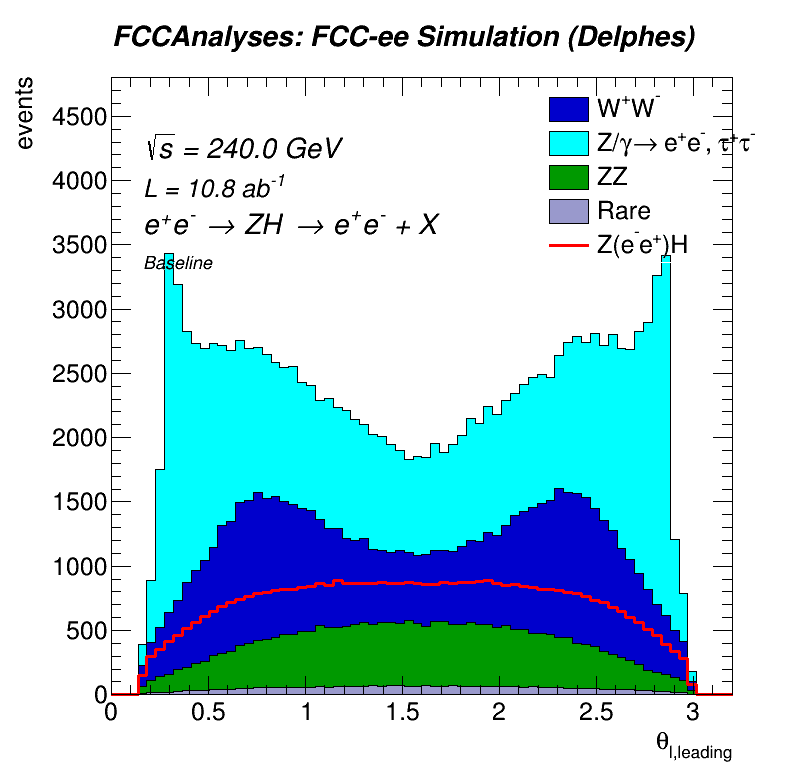 FCCAnalyses: FCC-ee Simulation (Delphes)
events
4500
4000
3500
3000
2500
2000
1500
1000
500
0
√s = 240.0 GeV
L = 10.8 ab⁻¹
e⁺e⁻ → ZH → e⁺e⁻ + X
Baseline
W⁺W⁻
Z/γ→ e⁺e⁻, τ⁺τ⁻
ZZ
Rare
Z(e⁻e⁺)H
0 0.5 1 1.5 2 2.5 3
θl,leading